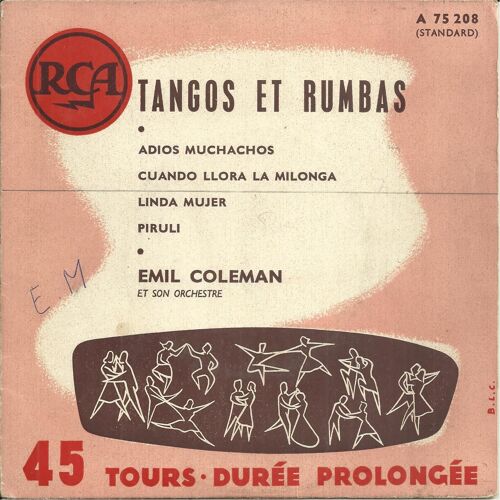 A 75 208
(STANDARD)
RCA
TANGOS ET RUMBAS
ADIOS MUCHACHOS
CUANDO LLORA LA MILONGA
LINDA MUJER
PIRULI
EMIL COLEMAN
ET SON ORCHESTRE
E M
B.L.C.
45 TOURS · DURÉE PROLONGÉE